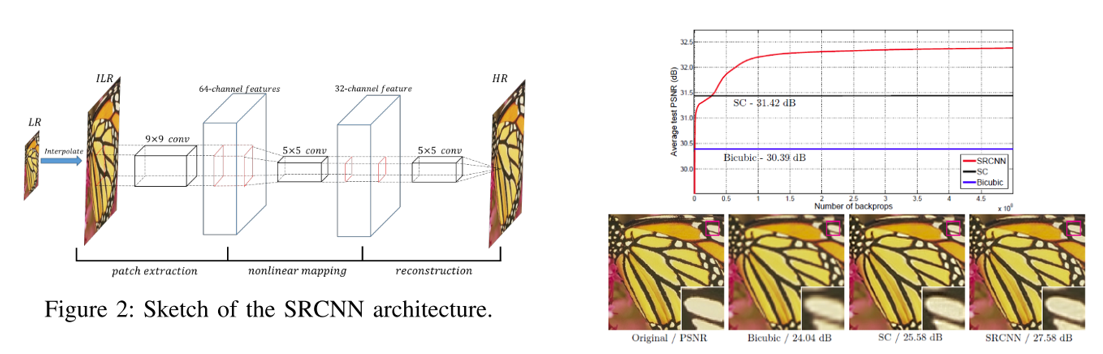 LR
Interpolate
ILR
9×9 conv
64-channel features
5×5 conv
32-channel feature
5×5 conv
HR
patch extraction
nonlinear mapping
reconstruction
Figure 2: Sketch of the SRCNN architecture.
Average test PSNR (dB)
32.5
32.0
31.5
31.0
30.5
30.0
SC - 31.42 dB
Bicubic - 30.39 dB
SRCNN
SC
Bicubic
0 0.5 1 1.5 2 2.5 3 3.5 4 4.5
Number of backprops
Original / PSNR
Bicubic / 24.04 dB
SC / 25.58 dB
SRCNN / 27.58 dB